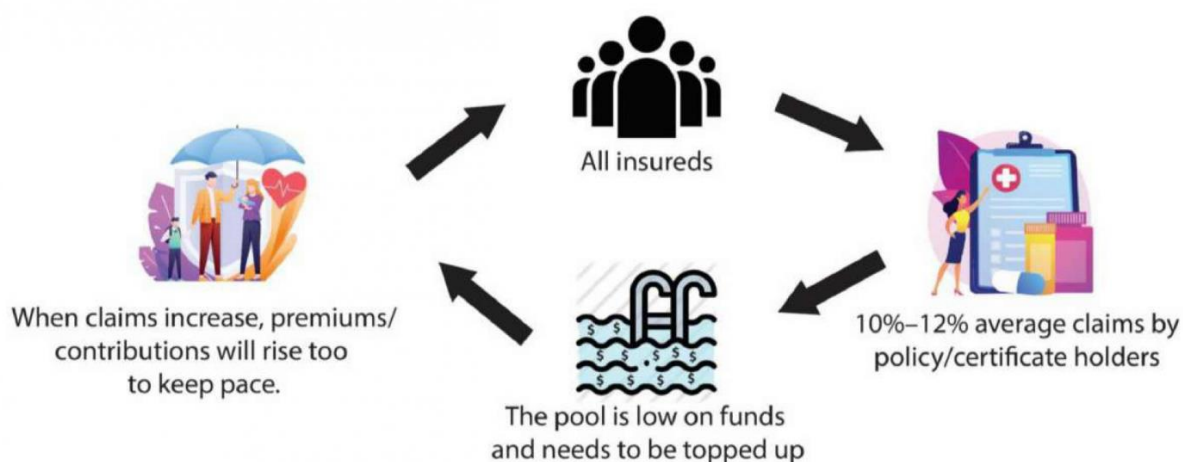 All insureds
10%–12% average claims by
policy/certificate holders
The pool is low on funds
and needs to be topped up
When claims increase, premiums/
contributions will rise too
to keep pace.
$ $
$ $ $ $
$ $ $